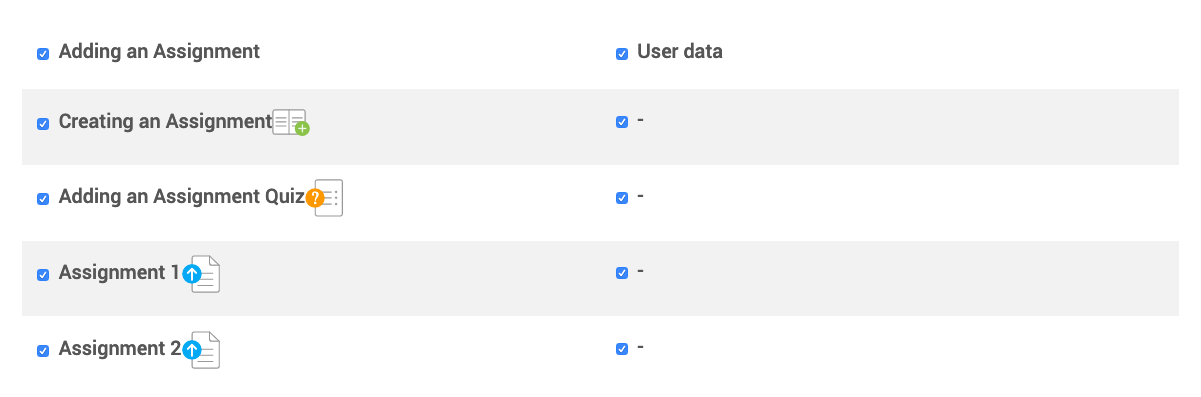 Adding an Assignment User data
Creating an Assignment -
Adding an Assignment Quiz ? -
Assignment 1 -
Assignment 2 -